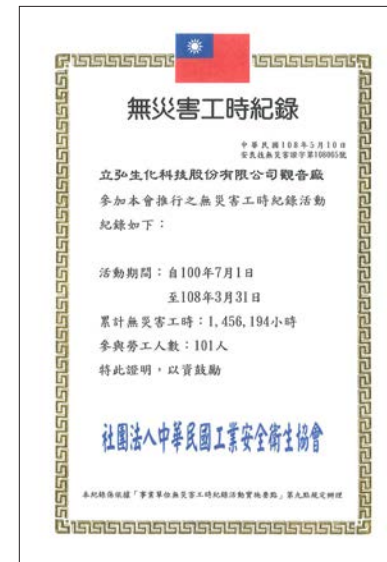 無災害工時紀錄
中華民國108年5月10日
安民技無災害證字第108065號
立弘生化科技股份有限公司觀音廠
參加本會推行之無災害工時紀錄活動
紀錄如下：
活動期間：自100年7月1日
至108年3月31日
累計無災害工時：1,456,194小時
參與勞工人數：101人
特此證明，以資鼓勵
社團法人中華民國工業安全衛生協會
本紀錄係依據「事業單位無災害工時紀錄活動實施要點」第九點規定辦理